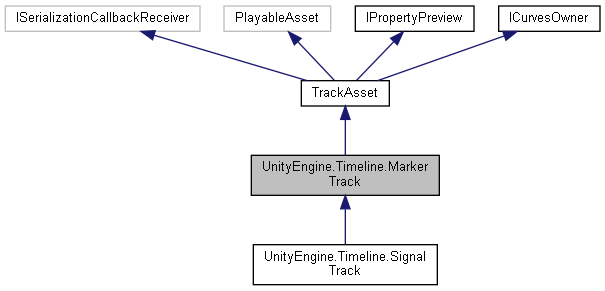 ISerializationCallbackReceiver
PlayableAsset
IPropertyPreview
ICurvesOwner
TrackAsset
UnityEngine.Timeline.Marker
Track
UnityEngine.Timeline.Signal
Track